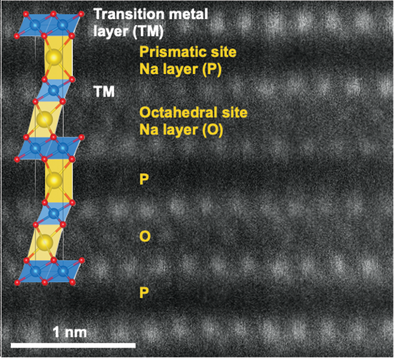 Transition metal
layer (TM)
Prismatic site
Na layer (P)
TM
Octahedral site
Na layer (O)
P
O
P
1 nm